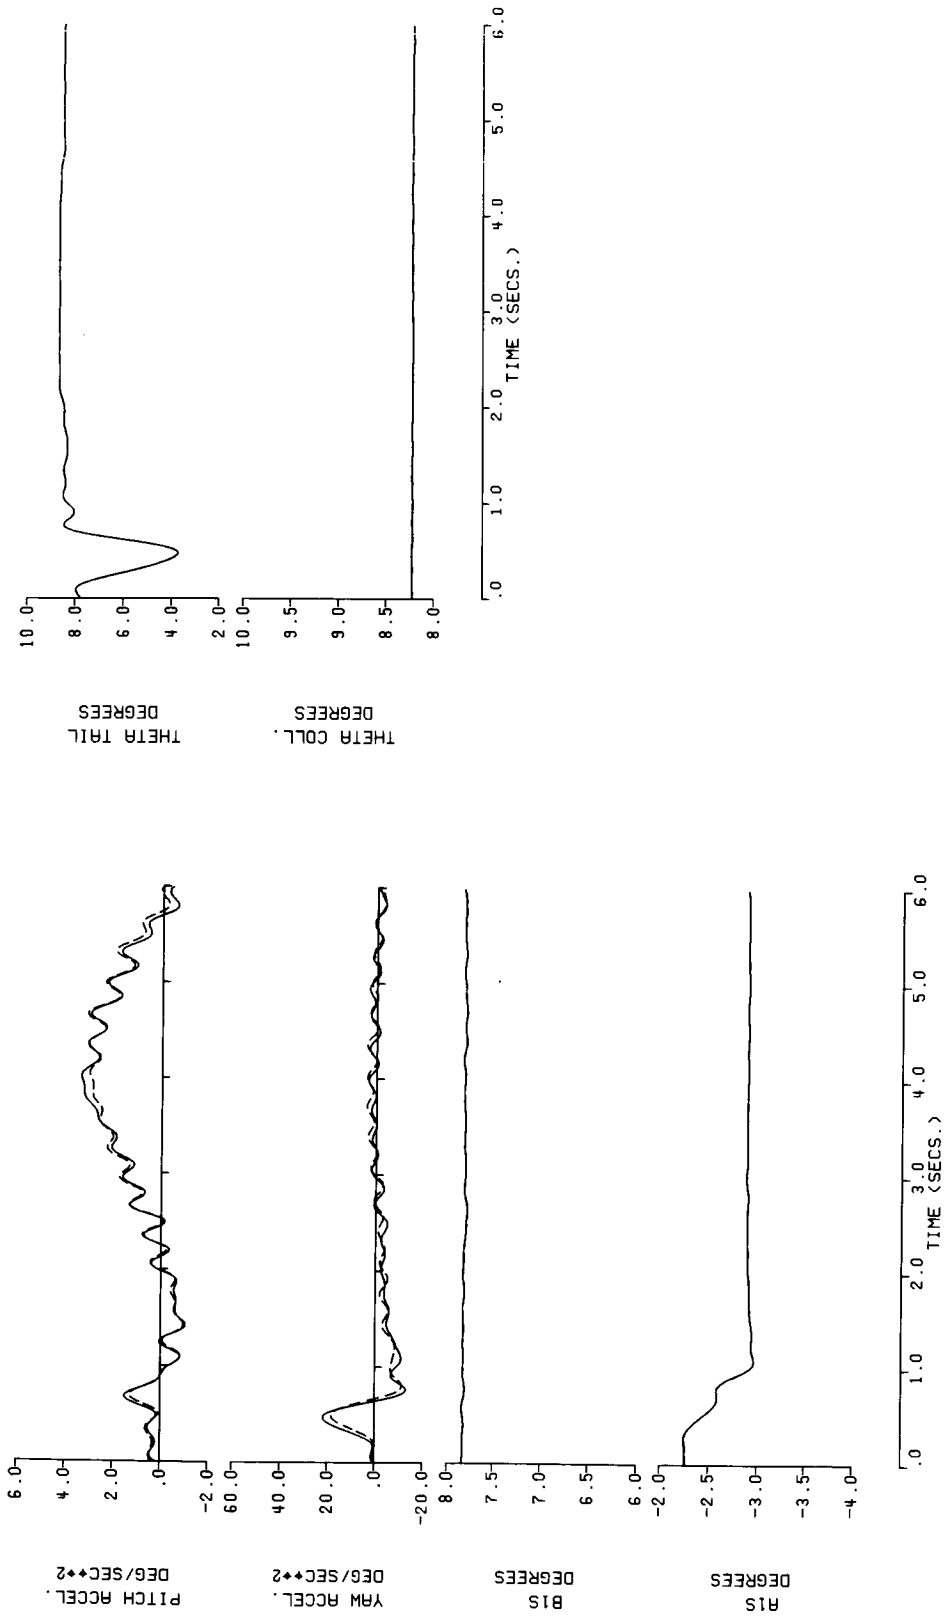 PITCH ACCEL.
DEG/SEC**2
6.0
4.0
2.0
.0
-2.0
YAW ACCEL.
DEG/SEC**2
60.0
40.0
20.0
.0
-20.0
B1S
DEGREES
8.0
7.5
7.0
6.0
A1S
DEGREES
-2.0
-2.5
-3.0
-4.0
.0 1.0 2.0 3.0 4.0 5.0 6.0
TIME (SECS.)
THETA TAIL
DEGREES
10.0
8.0
6.0
4.0
2.0
THETA COLL.
DEGREES
10.0
9.5
9.0
8.5
8.0
.0 1.0 2.0 3.0 4.0 5.0 6.0
TIME (SECS.)